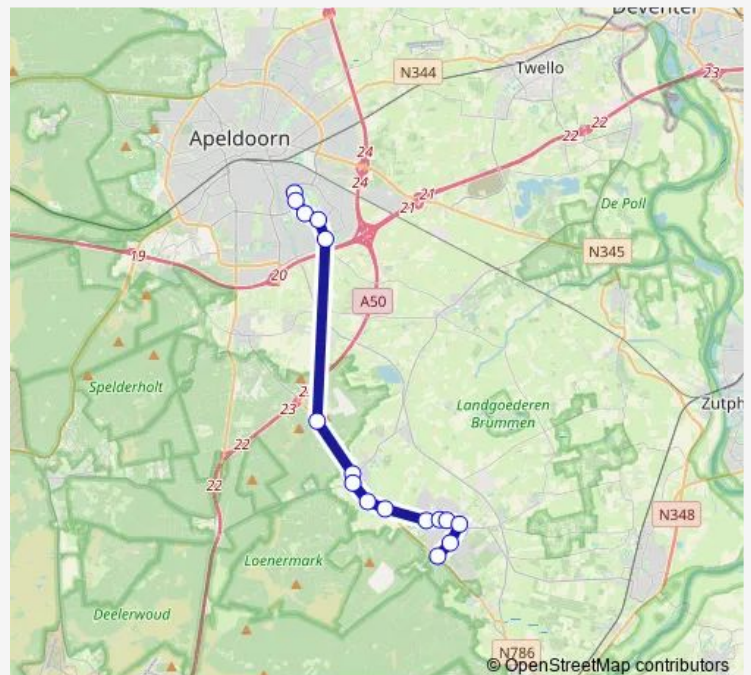 Deventer
N344
Twello
23
Apeldoorn
22
22
24
24
21
21
De Poll
19
20
N345
A50
Spelderholt
2
23
Landgoederen
Brummen
Zutph
22
22
N348
Loenermark
Deelerwoud
N786
© OpenStreetMap contributors